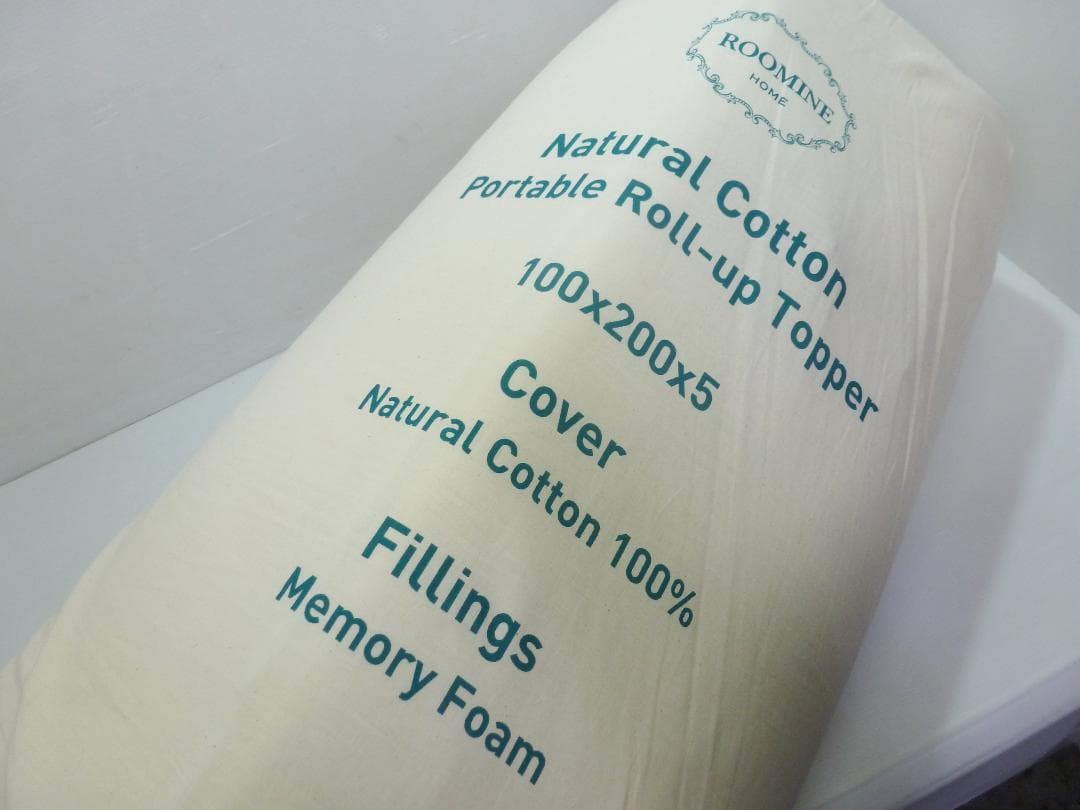 ROOMINE
HOME
Natural Cotton
Portable Roll-up Topper
100x200x5
Cover
Natural Cotton 100%
Fillings
Memory Foam